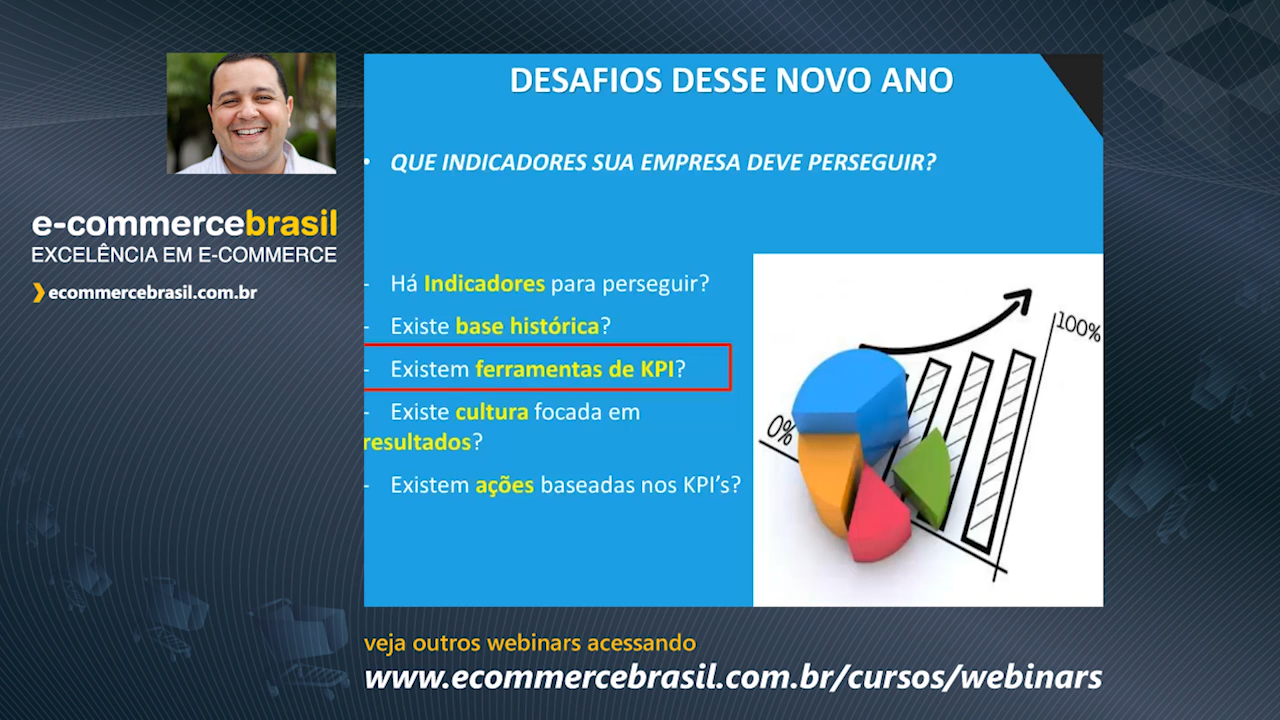 DESAFIOS DESSE NOVO ANO
• QUE INDICADORES SUA EMPRESA DEVE PERSEGUIR?
- Há Indicadores para perseguir?
- Existe base histórica?
- Existem ferramentas de KPI?
- Existe cultura focada em
resultados?
- Existem ações baseadas nos KPI's?
0%
100%
e-commercebrasil
EXCELÊNCIA EM E-COMMERCE
ecommercebrasil.com.br
veja outros webinars acessando
www.ecommercebrasil.com.br/cursos/webinars